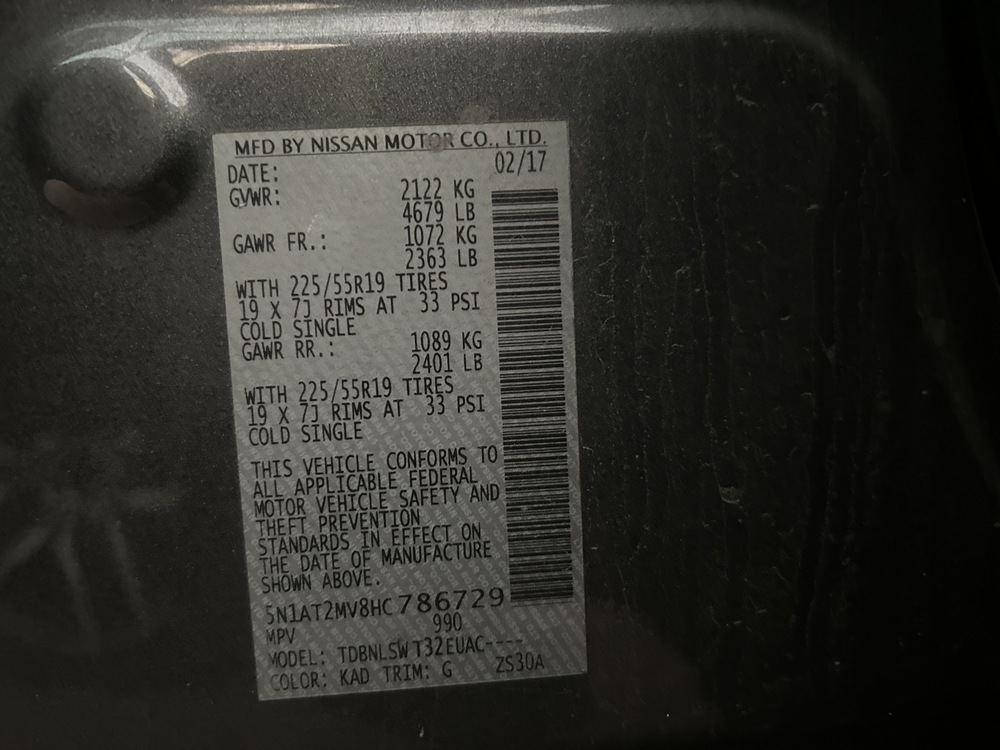 MFD BY NISSAN MOTOR CO., LTD.
DATE: 02/17
GVWR: 2122 KG
4679 LB
GAWR FR.: 1072 KG
2363 LB
WITH 225/55R19 TIRES
19 X 7J RIMS AT 33 PSI
COLD SINGLE
GAWR RR.: 1089 KG
2401 LB
WITH 225/55R19 TIRES
19 X 7J RIMS AT 33 PSI
COLD SINGLE
THIS VEHICLE CONFORMS TO
ALL APPLICABLE FEDERAL
MOTOR VEHICLE SAFETY AND
THEFT PREVENTION
STANDARDS IN EFFECT ON
THE DATE OF MANUFACTURE
SHOWN ABOVE.
5N1AT2MV8HC786729
MPV 990
MODEL: TDBNLSWT32EUAC----
COLOR: KAD TRIM: G ZS30A